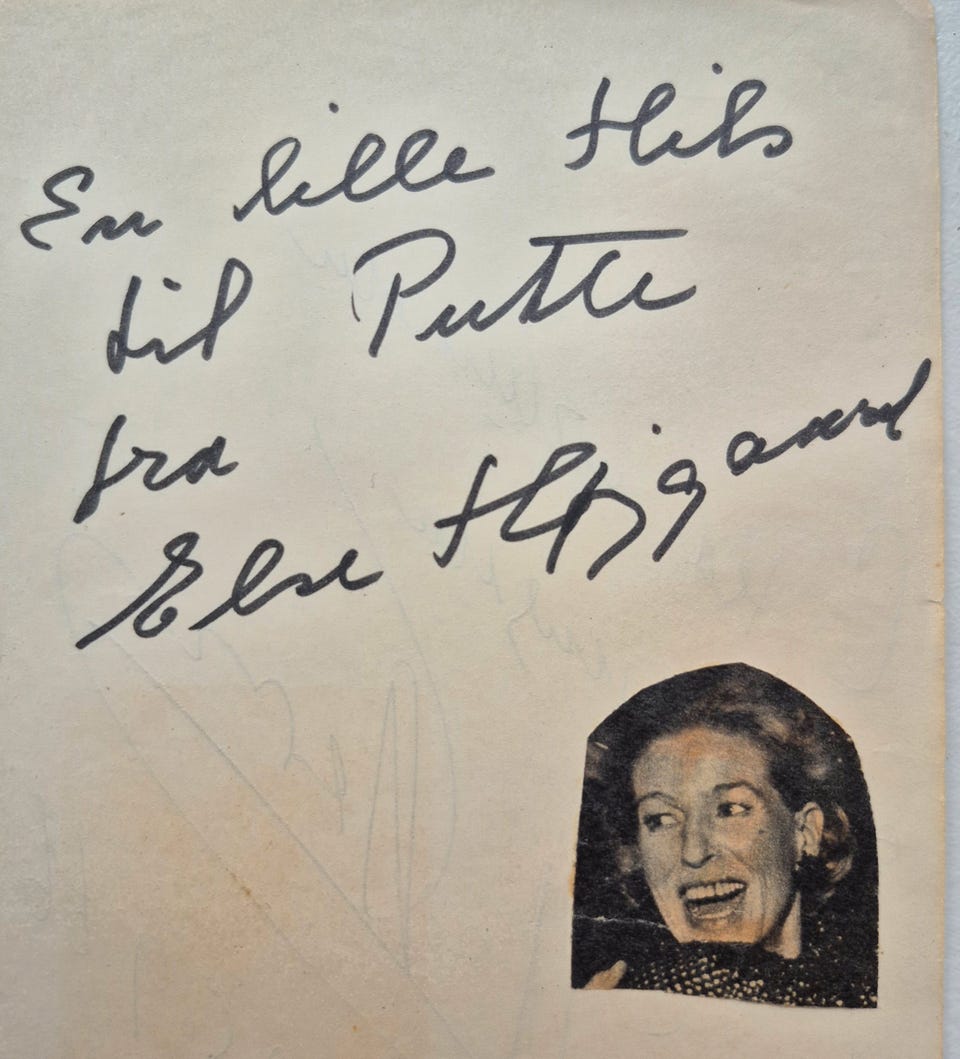 En lille Hils
til Putte
fra
Else Højgaard